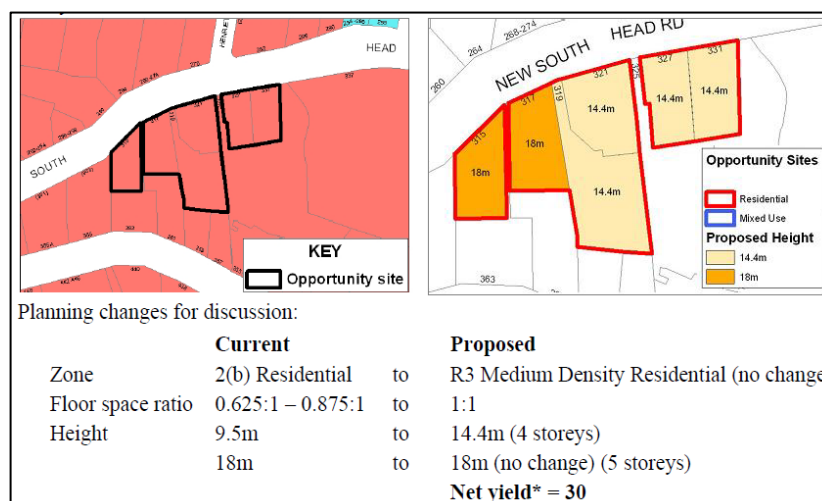 HENRIET
HEAD
SOUTH
363
KEY
Opportunity site
260
264
268-274
NEW SOUTH HEAD RD
315
317
319
321
325
327
331
18m
18m
14.4m
14.4m
14.4m
14.4m
363
Opportunity Sites
Residential
Mixed Use
Proposed Height
14.4m
18m
Planning changes for discussion:
Current Proposed
Zone 2(b) Residential to R3 Medium Density Residential (no change
Floor space ratio 0.625:1 – 0.875:1 to 1:1
Height 9.5m to 14.4m (4 storeys)
18m to 18m (no change) (5 storeys)
Net yield* = 30